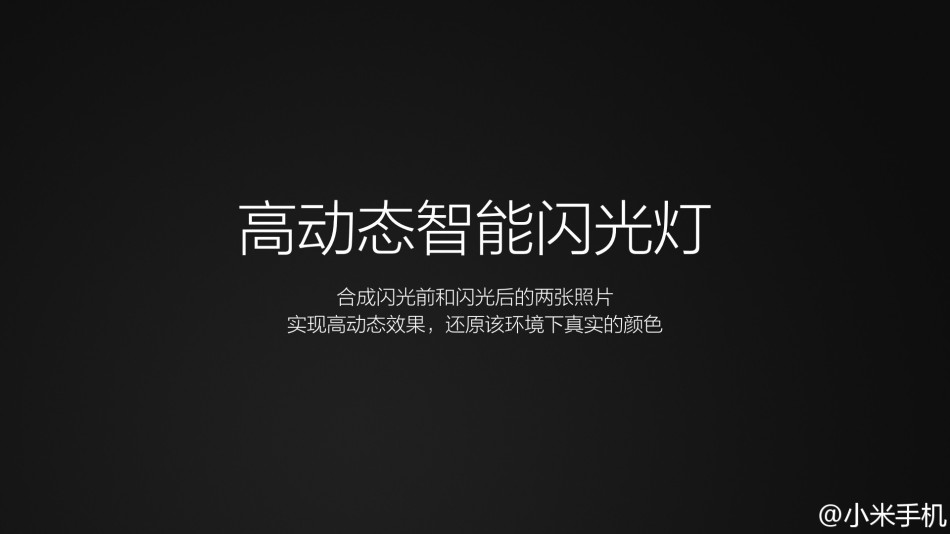 高动态智能闪光灯
合成闪光前和闪光后的两张照片
实现高动态效果，还原该环境下真实的颜色
@小米手机